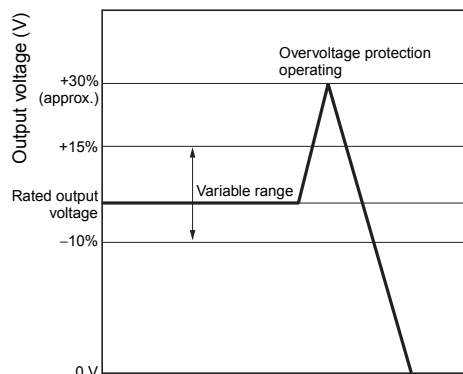 Output voltage (V)
Overvoltage protection
operating
+30%
(approx.)
+15%
Variable range
Rated output
voltage
−10%
0 V